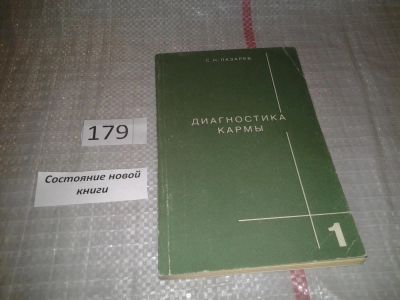 С.Н.ЛАЗАРЕВ
ДИАГНОСТИКА
КАРМЫ
1
179
Состояние новой
книги